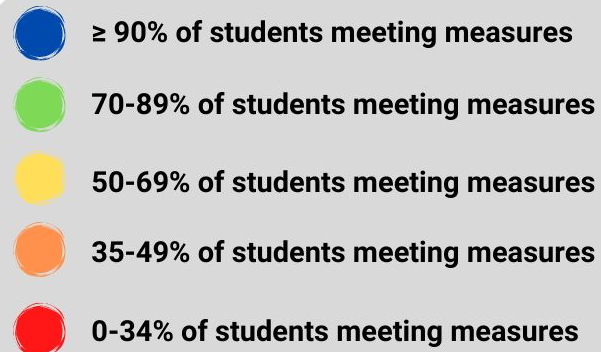 ≥ 90% of students meeting measures
70-89% of students meeting measures
50-69% of students meeting measures
35-49% of students meeting measures
0-34% of students meeting measures